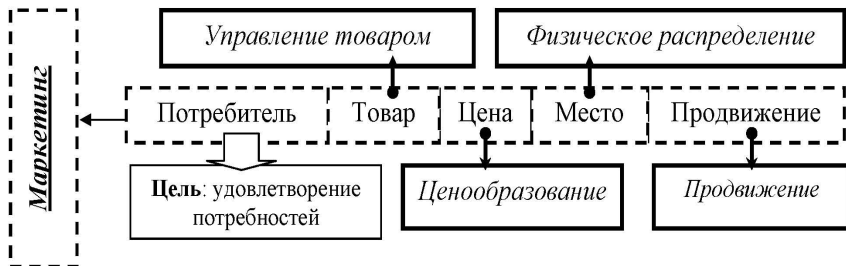 Маркетинг
Управление товаром
Физическое распределение
Потребитель
Товар
Цена
Место
Продвижение
Цель: удовлетворение
потребностей
Ценообразование
Продвижение